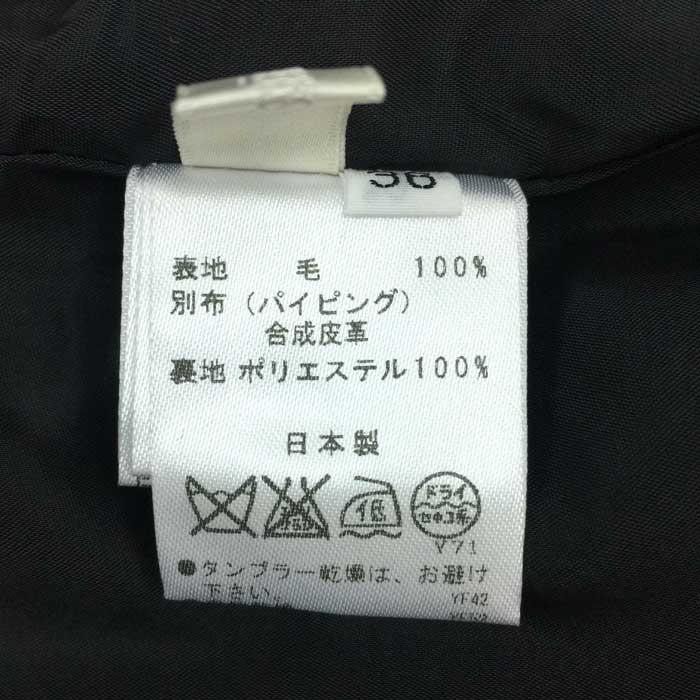 36
表地 毛 100%
別布 (パイピング)
合成皮革
裏地 ポリエステル100%
日本製
低
ドライ
セキユ系
Y71
タンブラー乾燥は、お避け
下さい。
YF42